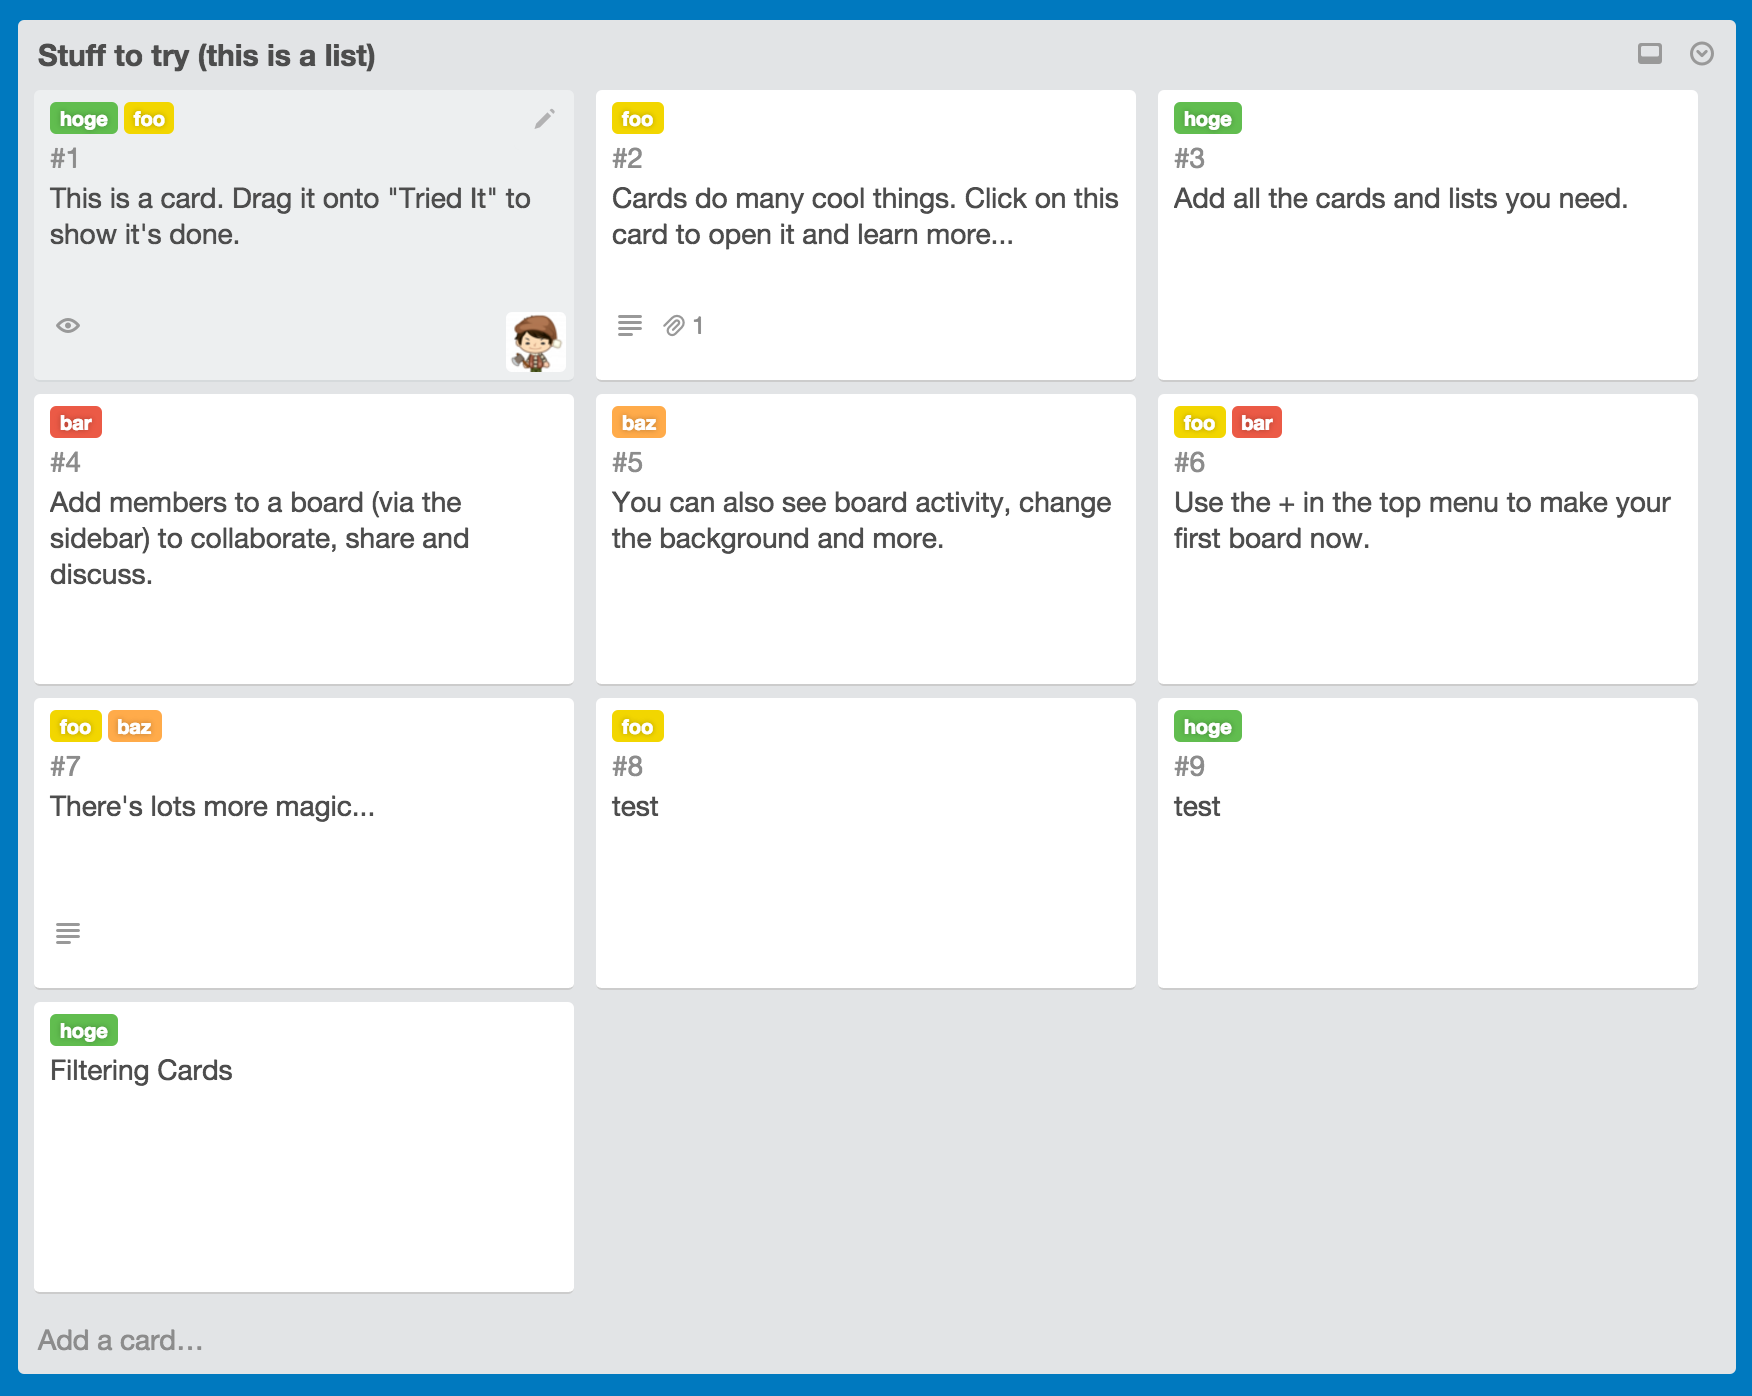 Stuff to try (this is a list)
hoge foo
#1
This is a card. Drag it onto "Tried It" to
show it's done.
foo
#2
Cards do many cool things. Click on this
card to open it and learn more...
1
hoge
#3
Add all the cards and lists you need.
bar
#4
Add members to a board (via the
sidebar) to collaborate, share and
discuss.
baz
#5
You can also see board activity, change
the background and more.
foo bar
#6
Use the + in the top menu to make your
first board now.
foo baz
#7
There's lots more magic...
foo
#8
test
hoge
#9
test
hoge
Filtering Cards
Add a card...